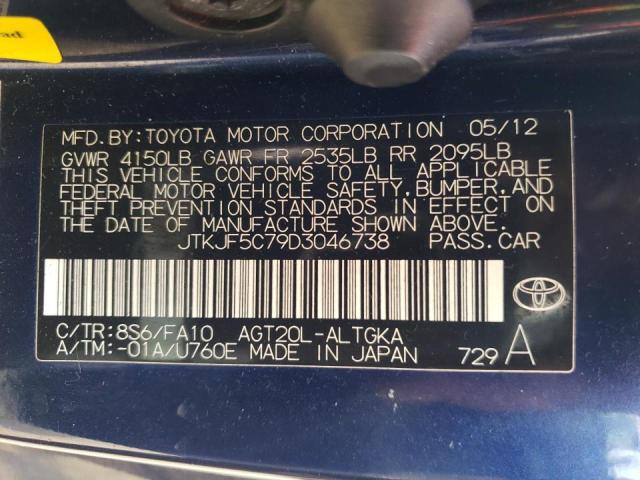 ad
MFD.BY:TOYOTA MOTOR CORPORATION 05/12
GVWR 4150LB GAWR FR 2535LB RR 2095LB
THIS VEHICLE CONFORMS TO ALL APPLICABLE
FEDERAL MOTOR VEHICLE SAFETY,BUMPER,AND
THEFT PREVENTION STANDARDS IN EFFECT ON
THE DATE OF MANUFACTURE SHOWN ABOVE.
JTKJF5C79D3046738 PASS.CAR
C/TR:8S6/FA10 AGT20L-ALTGKA
A/TM:-01A/U760E MADE IN JAPAN 729 A